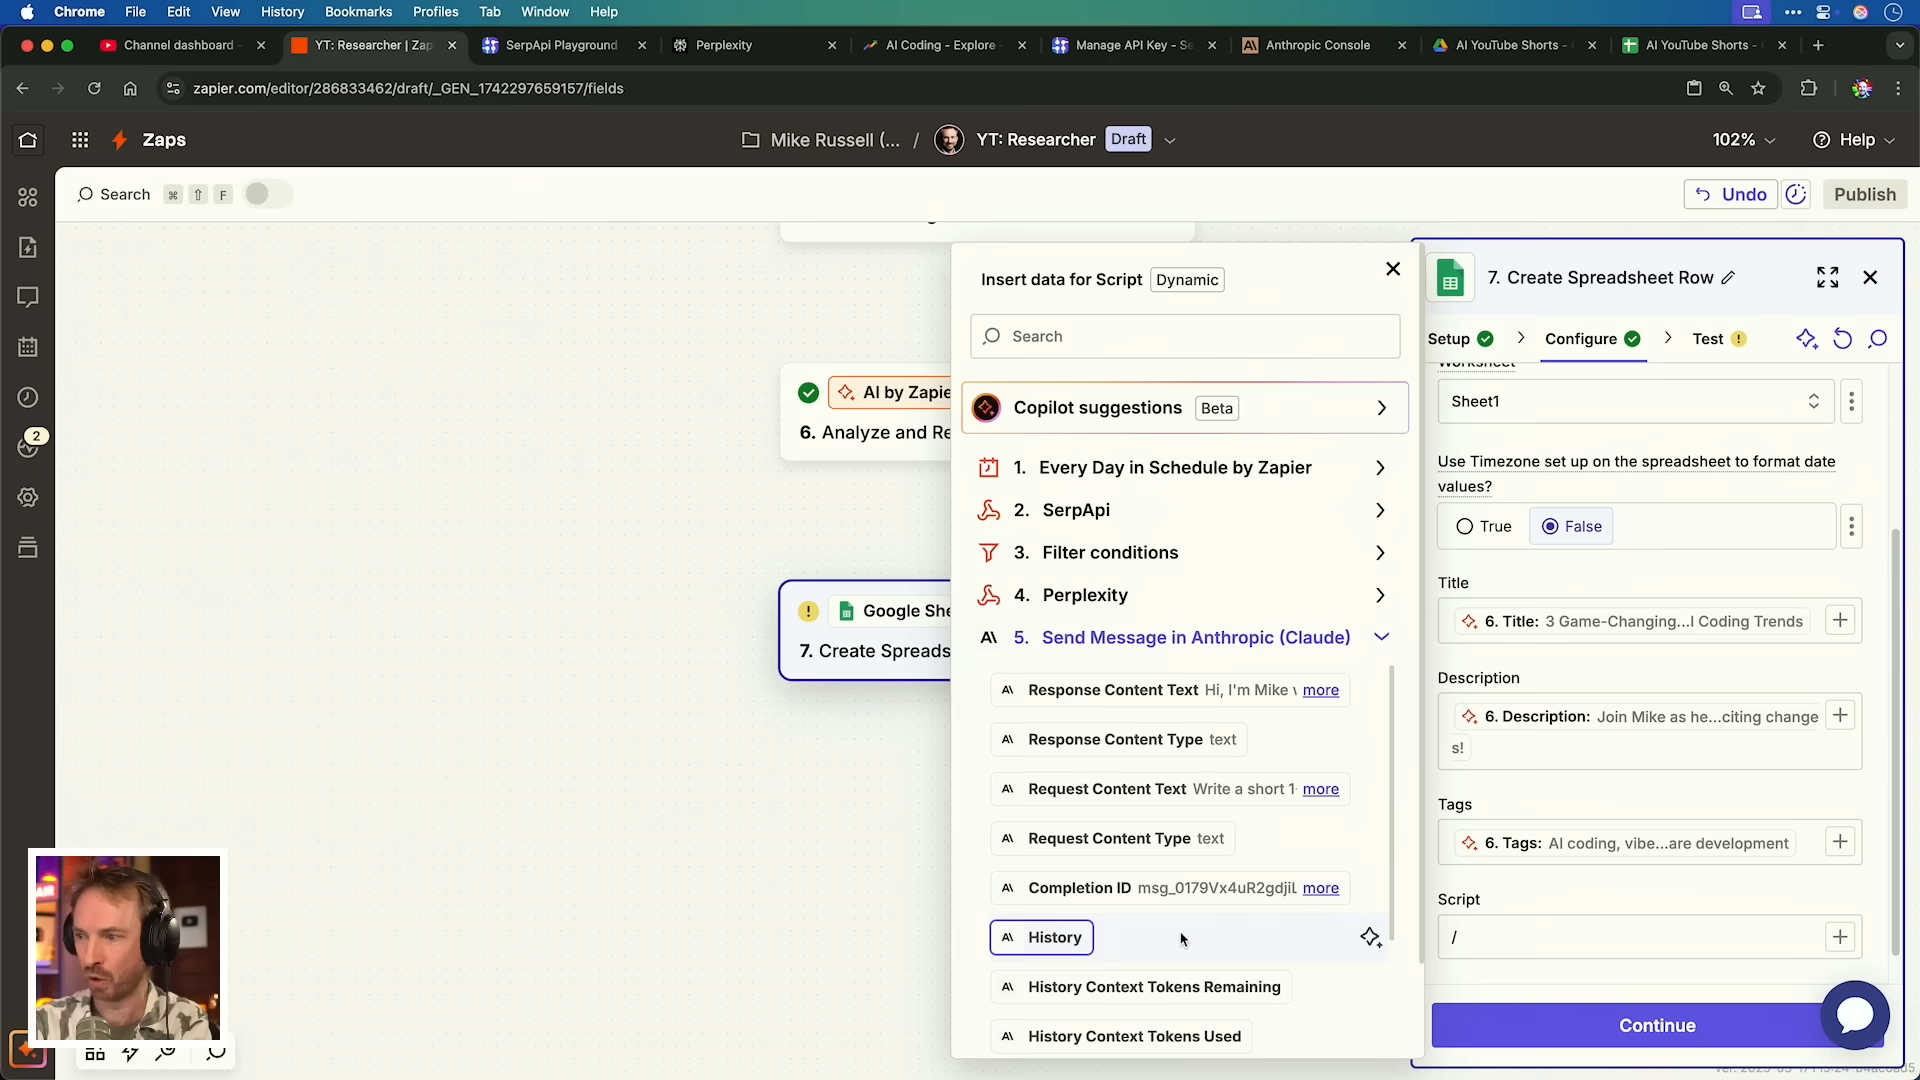 Chrome File Edit View History Bookmarks Profiles Tab Window Help
Channel dashboard
YT: Researcher | Zap
SerpApi Playground
Perplexity
AI Coding - Explore
Manage API Key - Se
Anthropic Console
AI YouTube Shorts -
AI YouTube Shorts -
zapier.com/editor/286833462/draft/_GEN_1742297659157/fields
Zaps
Mike Russell (... / YT: Researcher Draft
102% Help
Search ⌘ ⇧ F
Undo Publish
Insert data for Script Dynamic
Search
Copilot suggestions Beta
1. Every Day in Schedule by Zapier
2. SerpApi
3. Filter conditions
4. Perplexity
5. Send Message in Anthropic (Claude)
Response Content Text Hi, I'm Mike more
Response Content Type text
Request Content Text Write a short 1 more
Request Content Type text
Completion ID msg_0179Vx4uR2gdjiL more
History
History Context Tokens Remaining
History Context Tokens Used
2
AI by Zapie
6. Analyze and Re
Google She
7. Create Spreads
7. Create Spreadsheet Row
Setup Configure Test
Worksheet
Sheet1
Use Timezone set up on the spreadsheet to format date
values?
True False
Title
6. Title: 3 Game-Changing...l Coding Trends
Description
6. Description: Join Mike as he...citing change
s!
Tags
6. Tags: AI coding, vibe...are development
Script
/
Continue